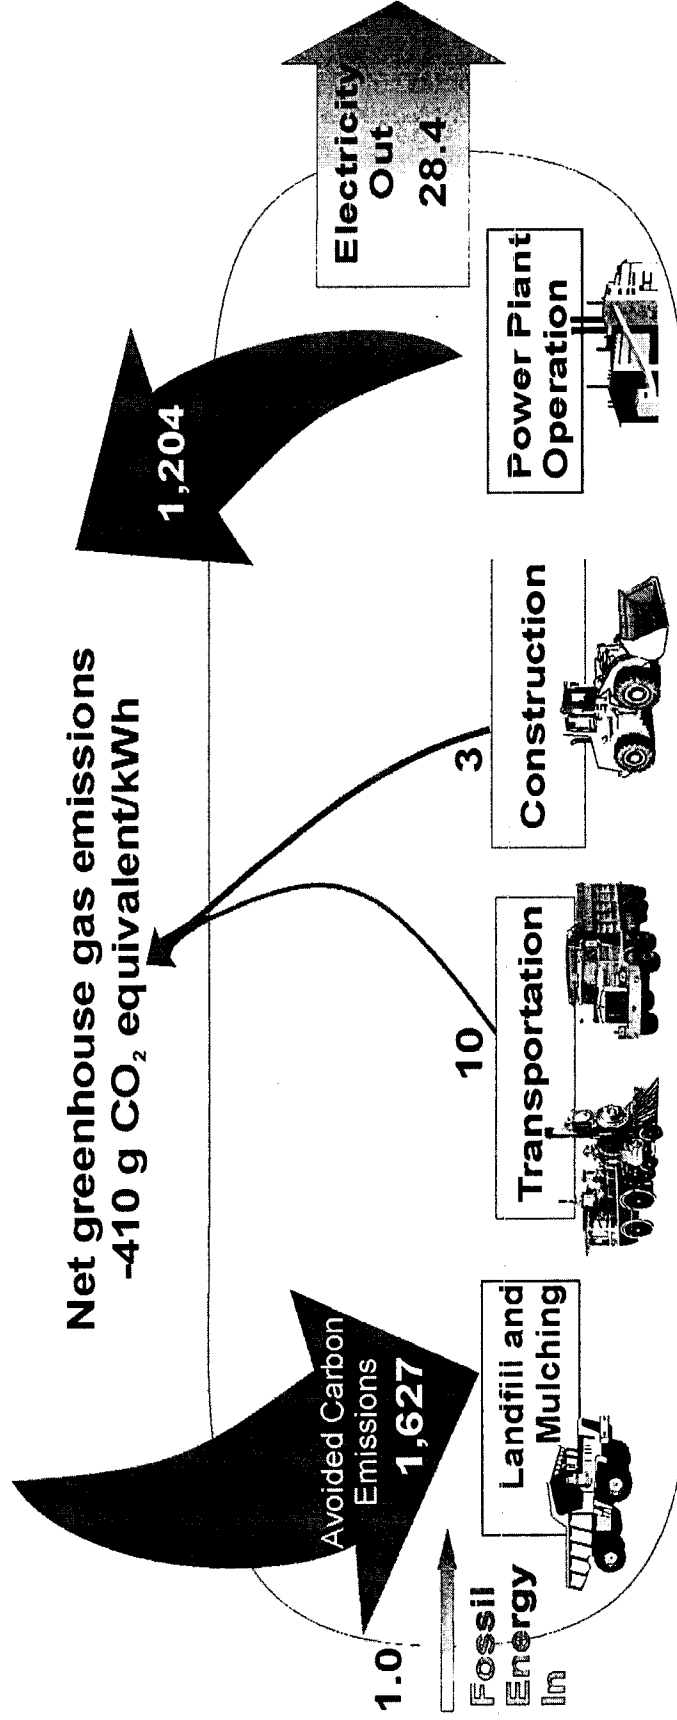 Net greenhouse gas emissions
-410 g CO₂ equivalent/kWh
Avoided Carbon
Emissions
1,627
1,204
10
3
1.0
Fossil
Energy
In
Electricity
Out
28.4
Landfill and
Mulching
Transportation
Construction
Power Plant
Operation